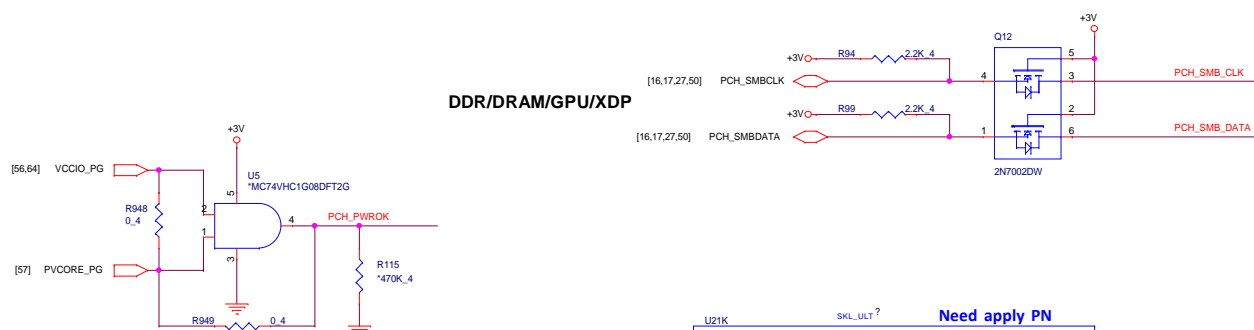 +3V
Q12
+3V
R94
2.2K_4
5
[16,17,27,50]
PCH_SMBCLK
4
3
PCH_SMB_CLK
DDR/DRAM/GPU/XDP
+3V
R99
2.2K_4
2
[16,17,27,50]
PCH_SMBDATA
1
6
PCH_SMB_DATA
2N7002DW
+3V
[56,64]
VCCIO_PG
U5
*MC74VHC1G08DFT2G
5
R948
0_4
2
1
4
PCH_PWROK
3
[57]
PVCORE_PG
R115
*470K_4
R949
0_4
U21K
SKL_ULT
?
Need apply PN